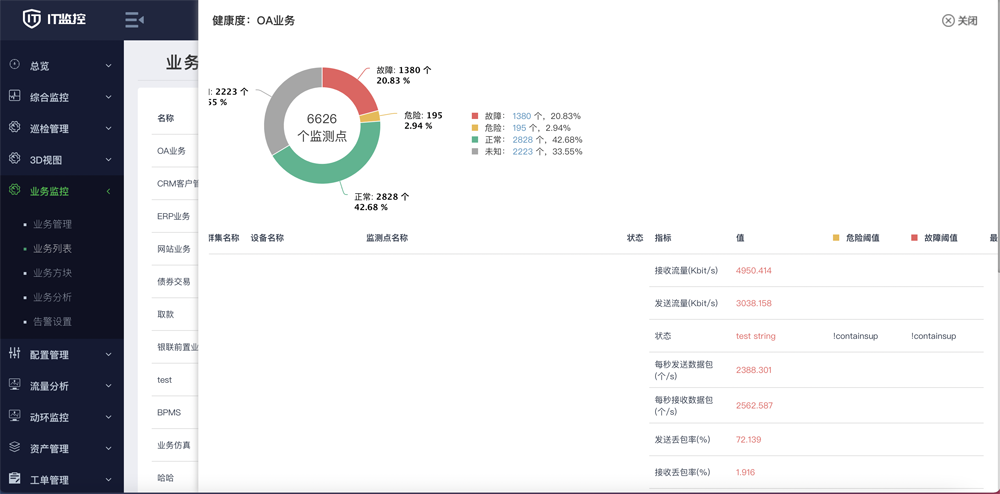 IT监控
健康度：OA业务
关闭
总览
综合监控
巡检管理
3D视图
业务监控
业务管理
业务列表
业务方块
业务分析
告警设置
配置管理
流量分析
动环监控
资产管理
工单管理
业务
名称
OA业务
CRM客户管
ERP业务
网站业务
债券交易
取款
银联前置业
test
BPMS
业务仿真
哈哈
故障: 1380 个
20.83 %
: 2223 个
55 %
危险: 195
2.94 %
6626
个监测点
正常: 2828 个
42.68 %
故障： 1380 个，20.83%
危险： 195 个，2.94%
正常： 2828 个，42.68%
未知： 2223 个，33.55%
群集名称 设备名称 监测点名称 状态 指标 值 危险阈值 故障阈值 最
接收流量(Kbit/s) 4950.414
发送流量(Kbit/s) 3038.158
状态 test string !containsup !containsup
每秒发送数据包
(个/s) 2388.301
每秒接收数据包
(个/s) 2562.587
发送丢包率(%) 72.139
接收丢包率(%) 1.916